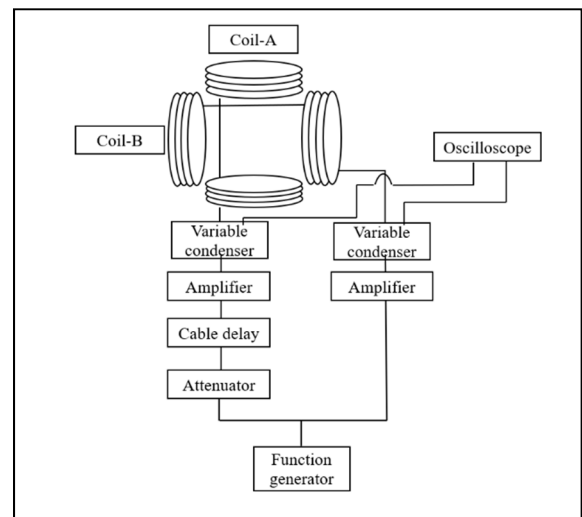 Coil-A
Coil-B
Oscilloscope
Variable
condenser
Variable
condenser
Amplifier
Amplifier
Cable delay
Attenuator
Function
generator